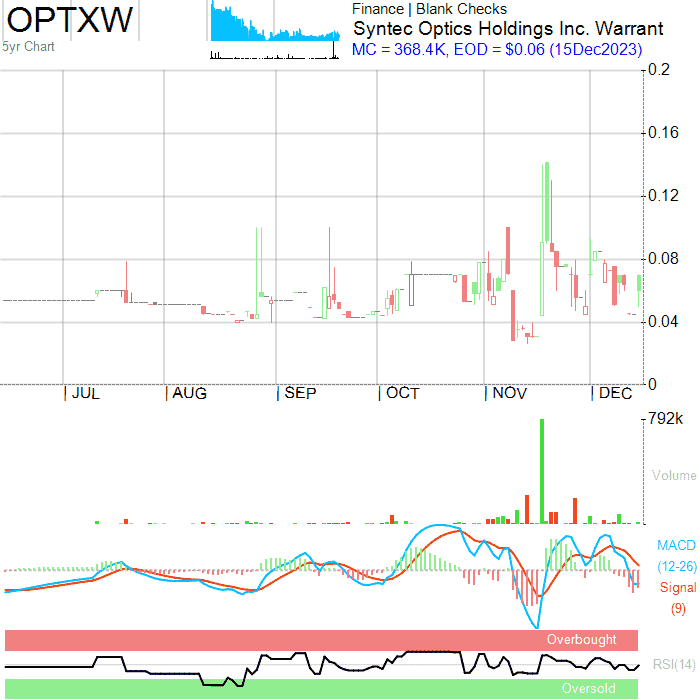 OPTXW
5yr Chart
Finance | Blank Checks
Syntec Optics Holdings Inc. Warrant
MC = 368.4K, EOD = $0.06 (15Dec2023)
0.2
0.16
0.12
0.08
0.04
0
JUL
AUG
SEP
OCT
NOV
DEC
792k
Volume
MACD
(12-26)
Signal
(9)
Overbought
RSI(14)
Oversold